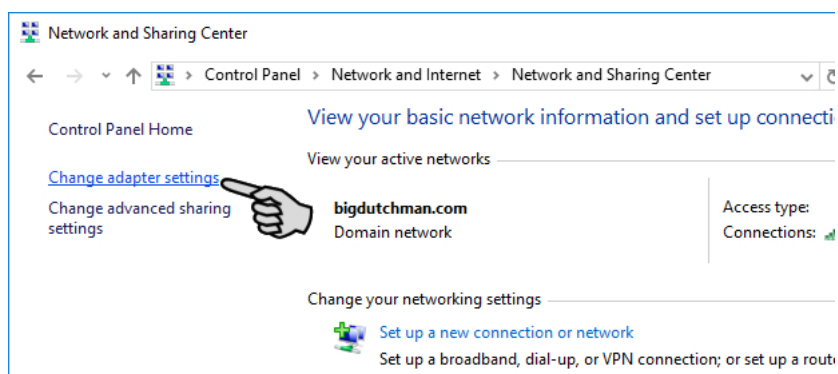 Network and Sharing Center
Control Panel > Network and Internet > Network and Sharing Center
Control Panel Home
View your basic network information and set up
Change adapter settings
View your active networks
Change advanced sharing
settings
bigdutchman.com
Domain network
Access type:
Connections:
Change your networking settings
Set up a new connection or network
Set up a broadband, dial-up, or VPN connection; or set up a